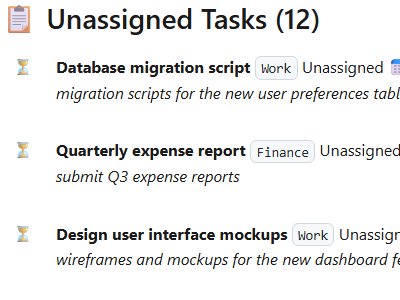 Unassigned Tasks (12)
Database migration script Work Unassigned
migration scripts for the new user preferences tabl
Quarterly expense report Finance Unassigned
submit Q3 expense reports
Design user interface mockups Work Unassign
wireframes and mockups for the new dashboard fe